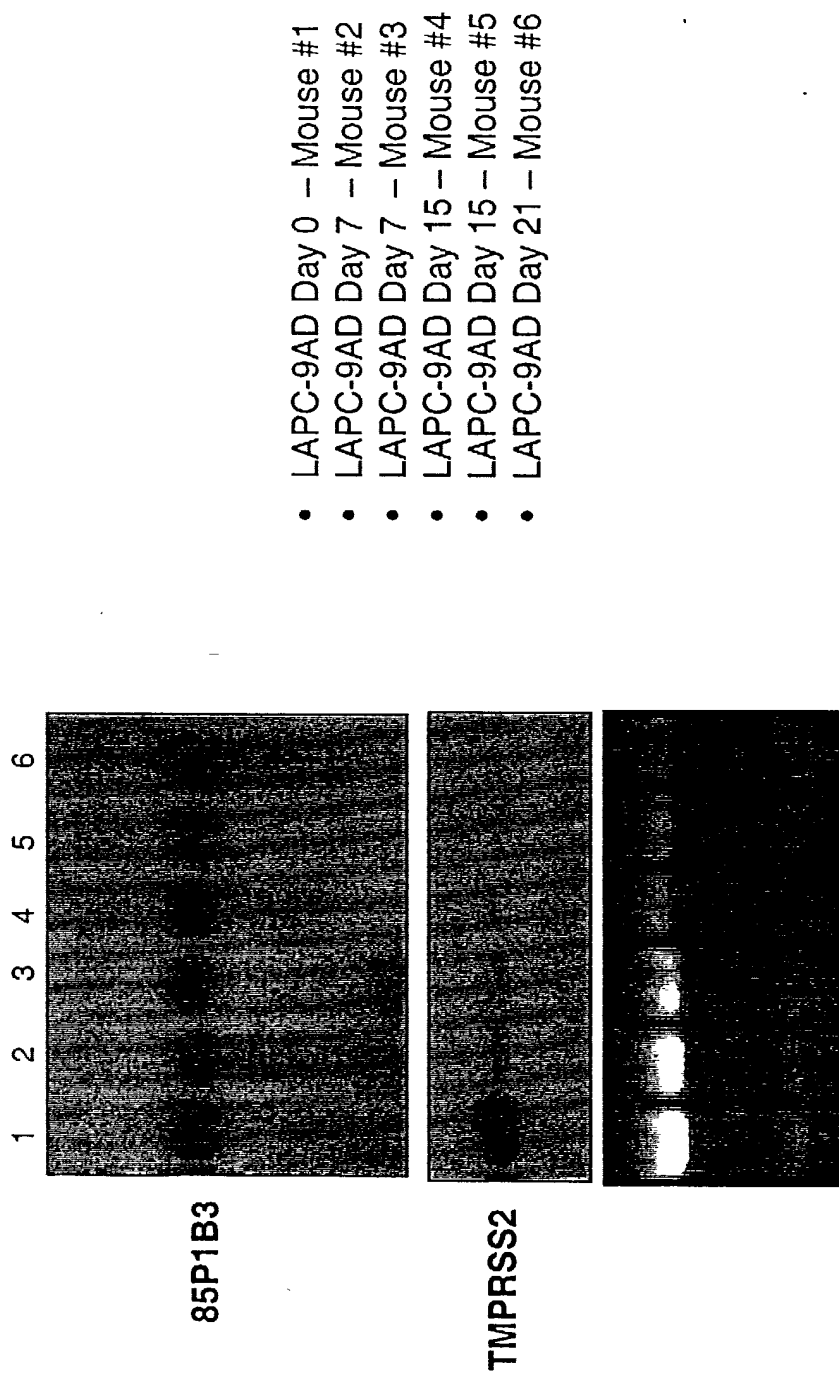 1 2 3 4 5 6
85P1B3
TMPRSS2
• LAPC-9AD Day 0 – Mouse #1
• LAPC-9AD Day 7 – Mouse #2
• LAPC-9AD Day 7 – Mouse #3
• LAPC-9AD Day 15 – Mouse #4
• LAPC-9AD Day 15 – Mouse #5
• LAPC-9AD Day 21 – Mouse #6